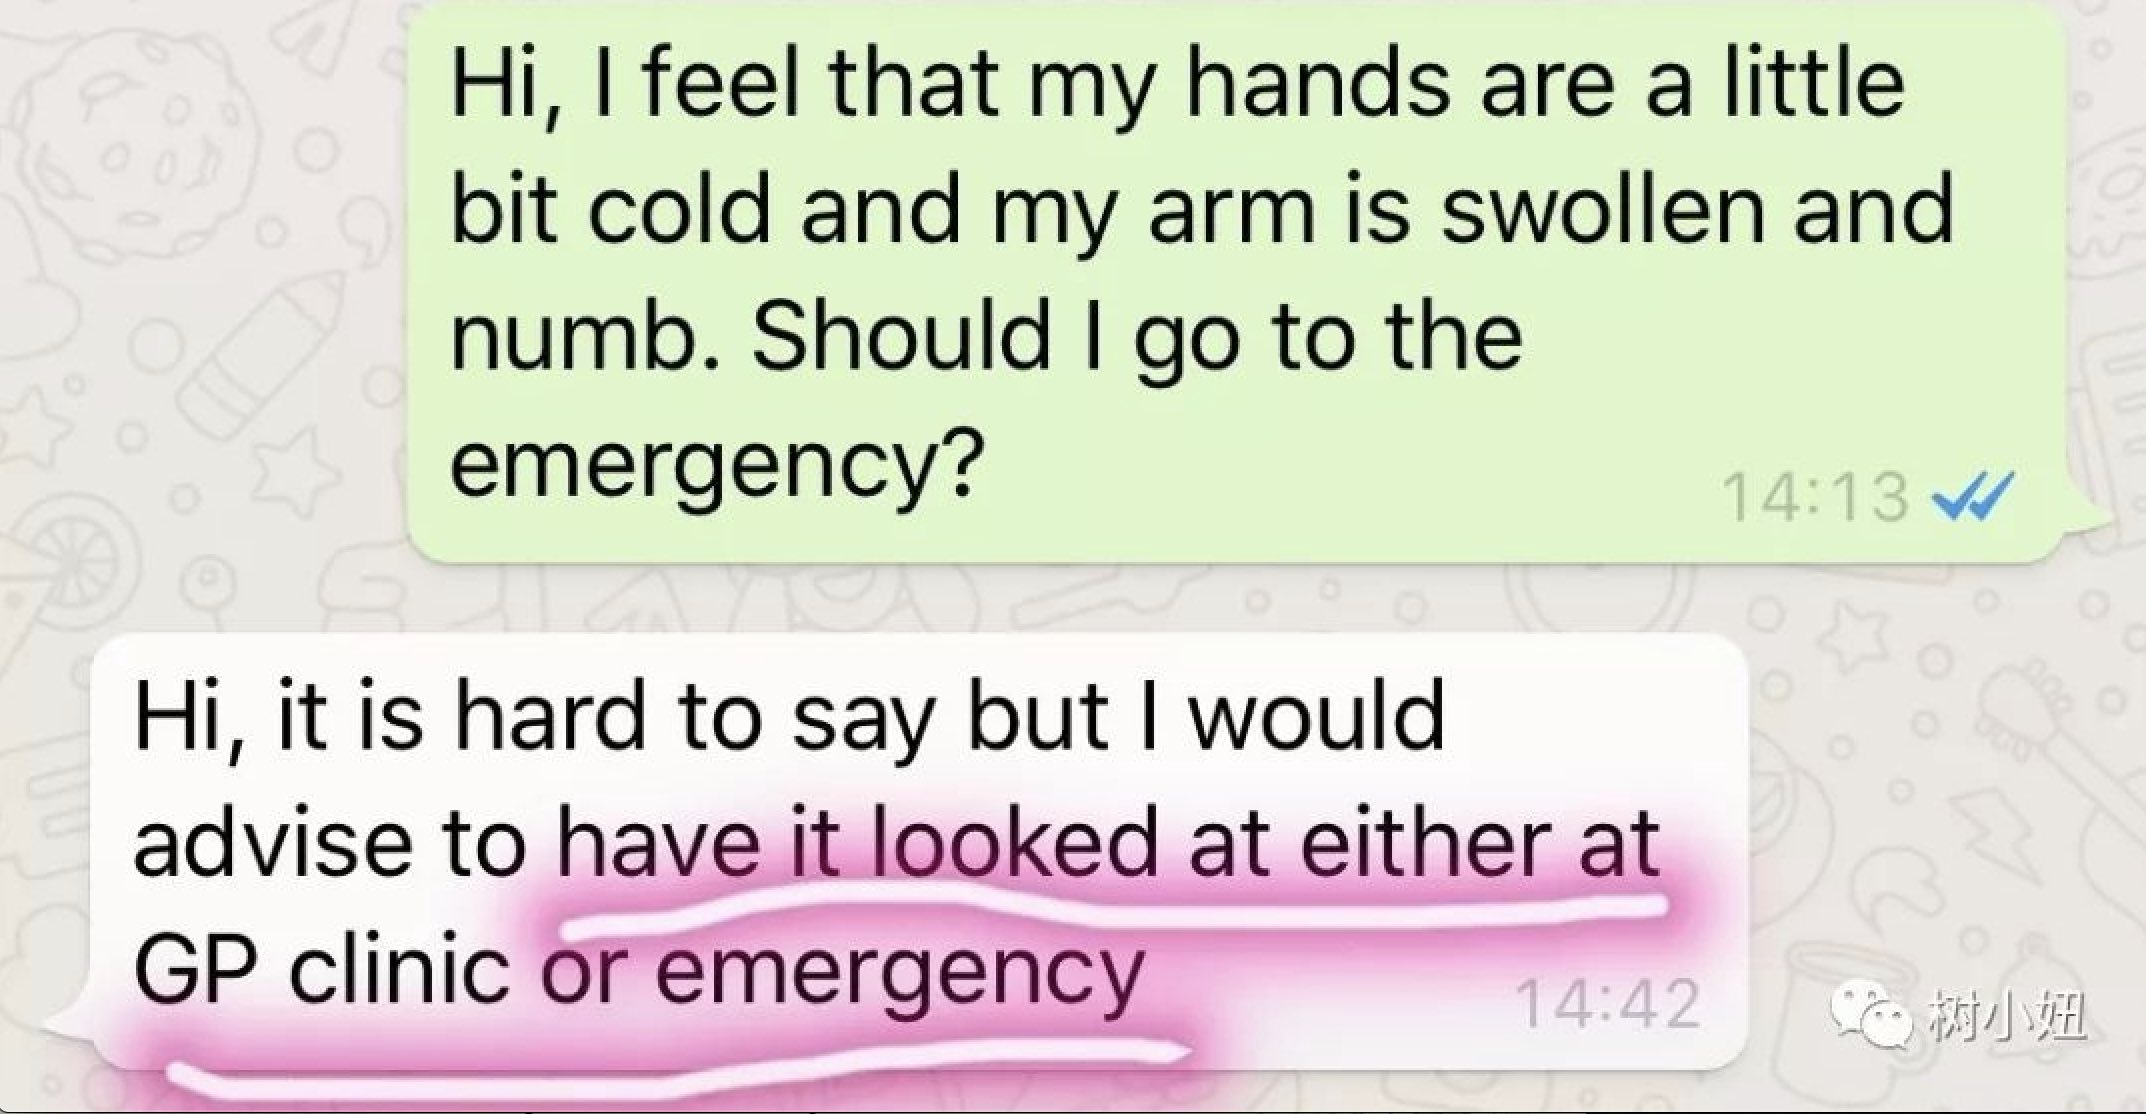 Hi, I feel that my hands are a little
bit cold and my arm is swollen and
numb. Should I go to the
emergency?
14:13
Hi, it is hard to say but I would
advise to have it looked at either at
GP clinic or emergency
14:42
树小妞